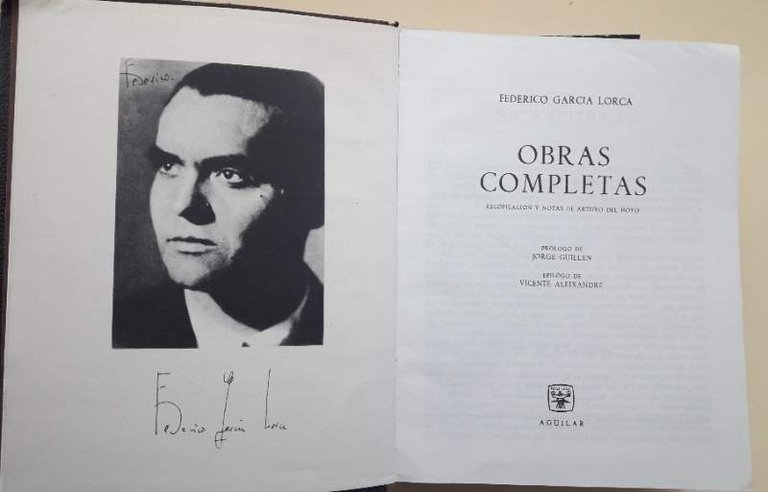 Federico.
Federico García Lorca
FEDERICO GARCIA LORCA
OBRAS
COMPLETAS
RECOPILACION Y NOTAS DE ARTURO DEL HOYO
PROLOGO DE
JORGE GUILLEN
EPILOGO DE
VICENTE ALEIXANDRE
AGUILAR